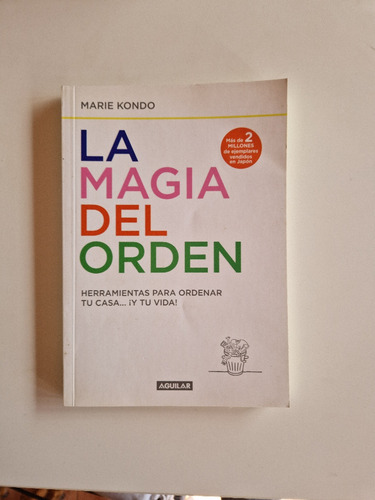 MARIE KONDO
LA
MAGIA
DEL
ORDEN
Más de 2
MILLONES
de ejemplares
vendidos
en Japón
HERRAMIENTAS PARA ORDENAR
TU CASA... ¡Y TU VIDA!
AGUILAR